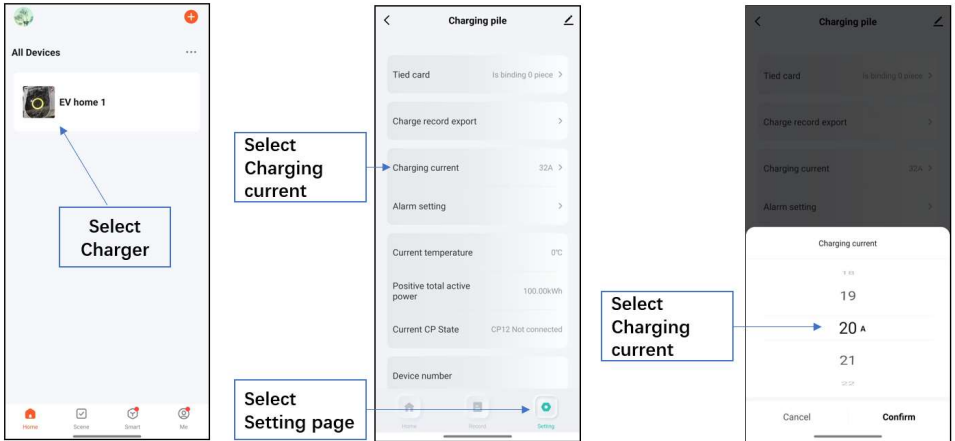 All Devices
EV home 1
Select
Charger
Home
Scene
Smart
Me
Charging pile
Tied card
Is binding 0 piece
Charge record export
Select
Charging
current
Charging current
32A
Alarm setting
Current temperature
0℃
Positive total active
power
100.00kWh
Current CP State
CP12 Not connected
Device number
Select
Setting page
Home
Record
Setting
Charging pile
Tied card
Is binding 0 piece
Charge record export
Charging current
32A
Alarm setting
Charging current
19
Select
Charging
current
20 A
21
Cancel
Confirm